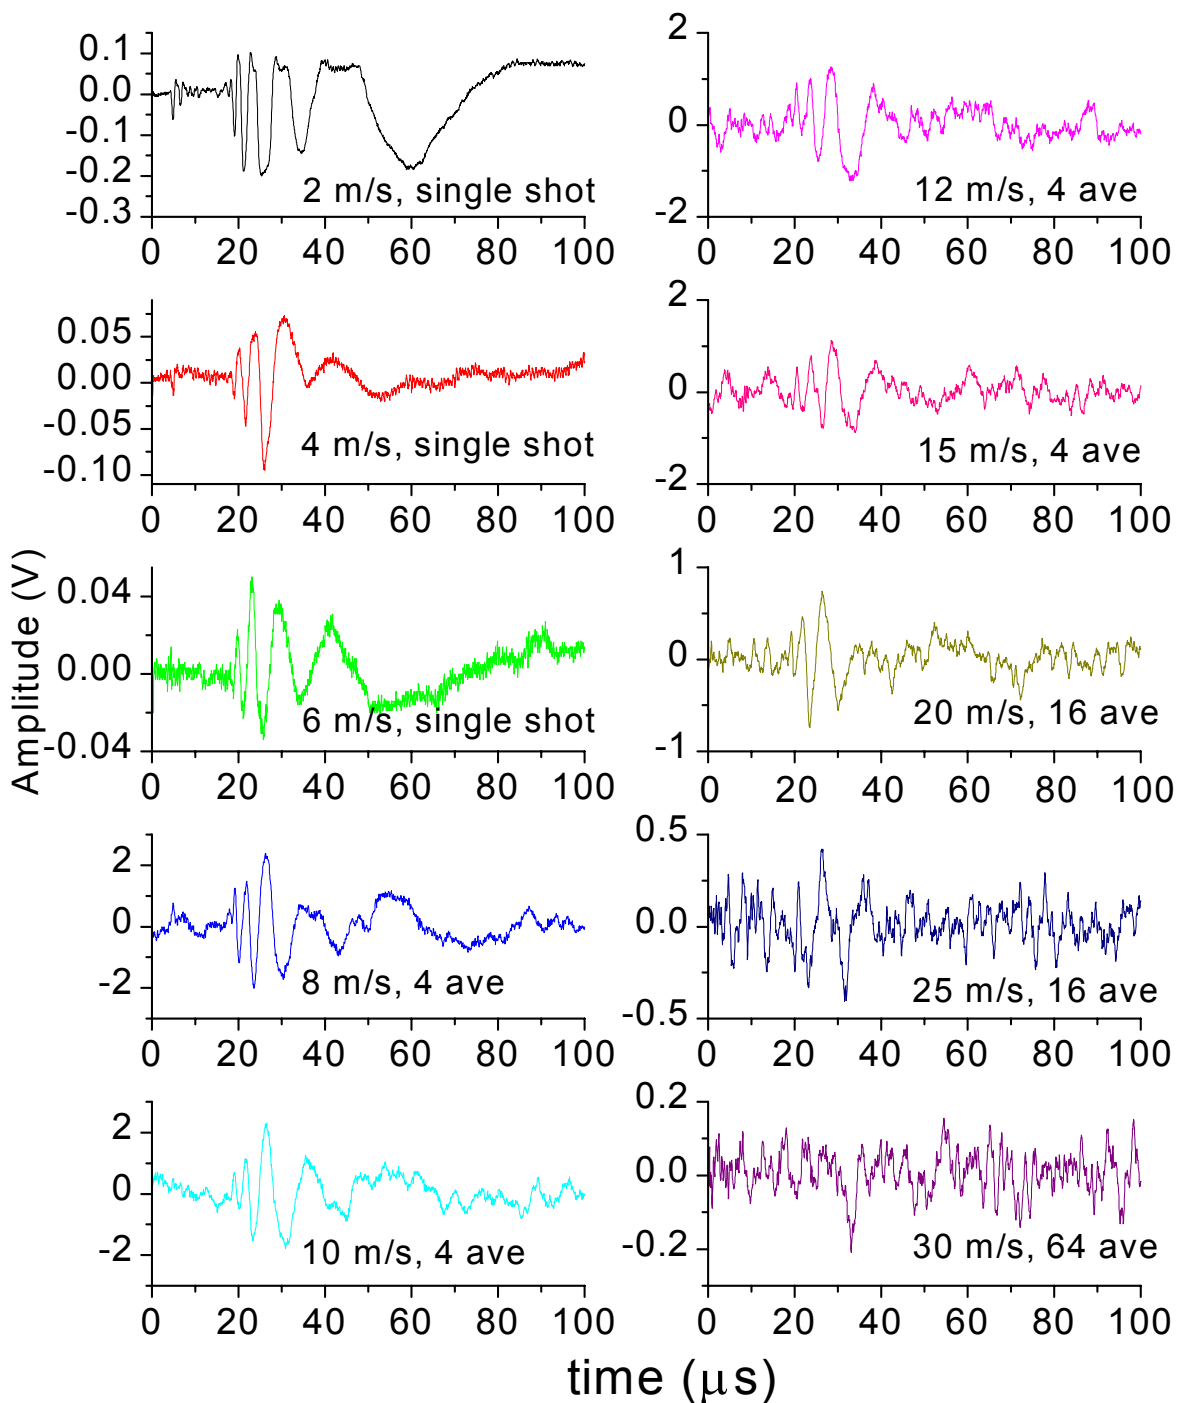 Amplitude (V)
0.1
0.0
-0.1
-0.2
-0.3
2 m/s, single shot
0 20 40 60 80 100
2
0
-2
12 m/s, 4 ave
0 20 40 60 80 100
0.05
0.00
-0.05
-0.10
4 m/s, single shot
0 20 40 60 80 100
2
0
-2
15 m/s, 4 ave
0 20 40 60 80 100
0.04
0.00
-0.04
6 m/s, single shot
0 20 40 60 80 100
1
0
-1
20 m/s, 16 ave
0 20 40 60 80 100
2
0
-2
8 m/s, 4 ave
0 20 40 60 80 100
0.5
0.0
-0.5
25 m/s, 16 ave
0 20 40 60 80 100
2
0
-2
10 m/s, 4 ave
0 20 40 60 80 100
0.2
0.0
-0.2
30 m/s, 64 ave
0 20 40 60 80 100
time (μs)